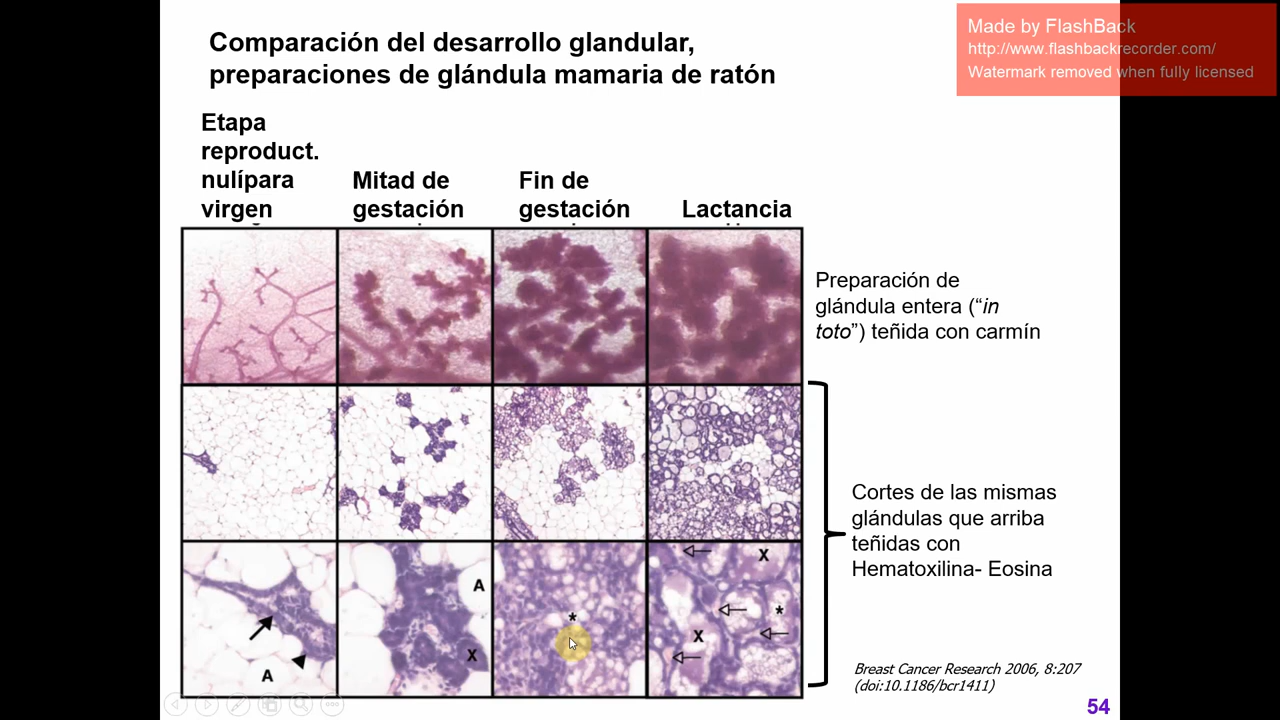 Comparación del desarrollo glandular,
preparaciones de glándula mamaria de ratón
Made by FlashBack
http://www.flashbackrecorder.com/
Watermark removed when fully licensed
Etapa
reproduct.
nulípara
virgen
Mitad de
gestación
Fin de
gestación
Lactancia
Preparación de
glándula entera (“in
toto”) teñida con carmín
Cortes de las mismas
glándulas que arriba
teñidas con
Hematoxilina- Eosina
A
A
X
*
X
*
X
Breast Cancer Research 2006, 8:207
(doi:10.1186/bcr1411)
54